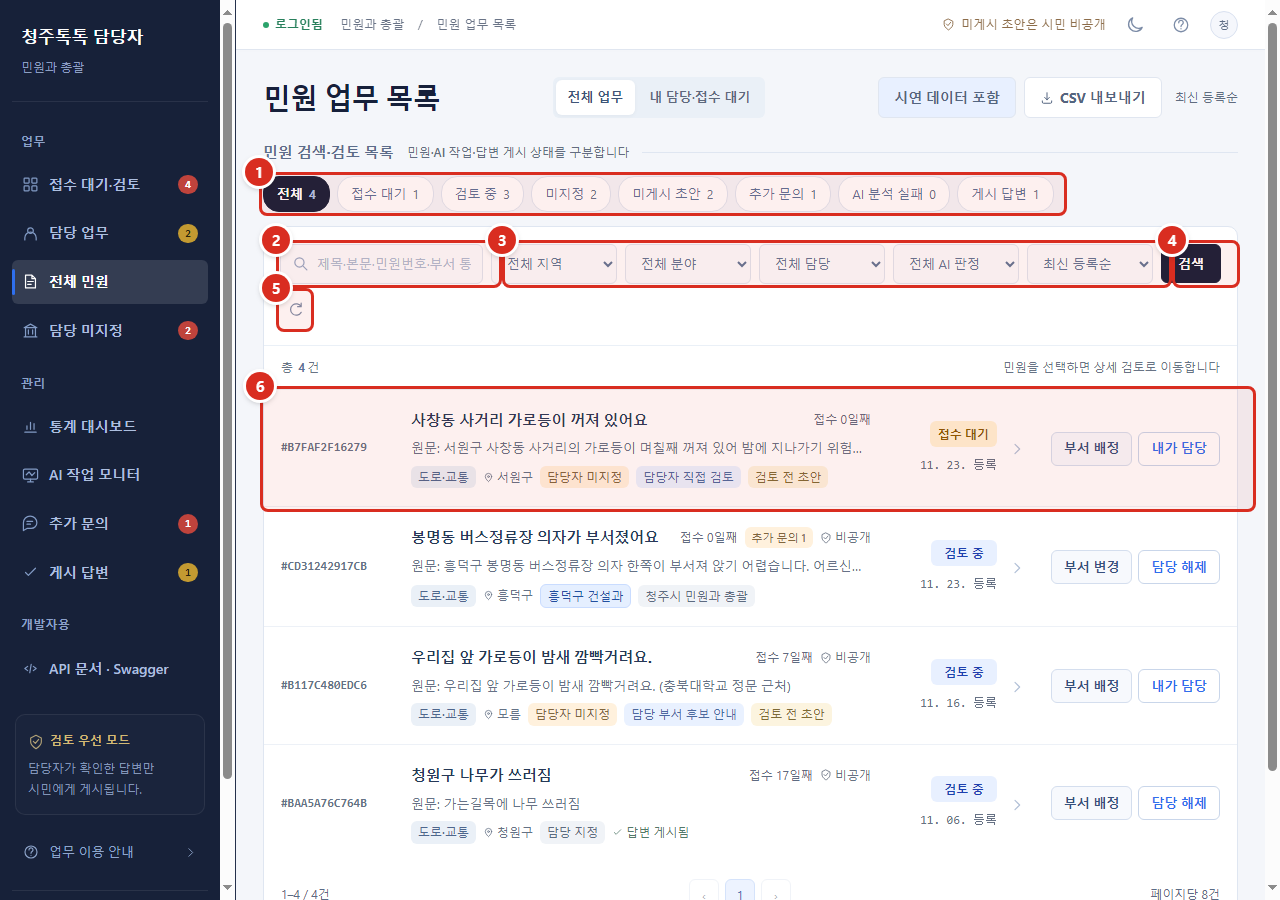 청주톡톡 담당자
민원과 총괄
업무
접수 대기·검토 4
담당 업무 2
전체 민원
담당 미지정 2
관리
통계 대시보드
AI 작업 모니터
추가 문의 1
게시 답변 1
개발자용
API 문서 · Swagger
검토 우선 모드
담당자가 확인한 답변만
시민에게 게시됩니다.
업무 이용 안내
로그인됨 민원과 총괄 / 민원 업무 목록
미게시 초안은 시민 비공개 청
민원 업무 목록
전체 업무 내 담당·접수 대기
시연 데이터 포함 CSV 내보내기 최신 등록순
민원 검색·검토 목록 민원·AI 작업·답변 게시 상태를 구분합니다
1
전체 4 접수 대기 1 검토 중 3 미지정 2 미게시 초안 2 추가 문의 1 AI 분석 실패 0 게시 답변 1
2 3 4
제목·본문·민원번호·부서 통 전체 지역 전체 분야 전체 담당 전체 AI 판정 최신 등록순 검색
5
총 4건 민원을 선택하면 상세 검토로 이동합니다
6
#B7FAF2F16279
사창동 사거리 가로등이 꺼져 있어요 접수 0일째
원문: 서원구 사창동 사거리의 가로등이 며칠째 꺼져 있어 밤에 지나가기 위험...
도로·교통 서원구 담당자 미지정 담당자 직접 검토 검토 전 초안
접수 대기
11. 23. 등록
부서 배정 내가 담당
#CD31242917CB
봉명동 버스정류장 의자가 부서졌어요 접수 0일째 추가 문의 1 비공개
원문: 흥덕구 봉명동 버스정류장 의자 한쪽이 부서져 앉기 어렵습니다. 어르신...
도로·교통 흥덕구 흥덕구 건설과 청주시 민원과 총괄
검토 중
11. 23. 등록
부서 변경 담당 해제
#B117C480EDC6
우리집 앞 가로등이 밤새 깜빡거려요. 접수 7일째 비공개
원문: 우리집 앞 가로등이 밤새 깜빡거려요. (충북대학교 정문 근처)
도로·교통 모름 담당자 미지정 담당 부서 후보 안내 검토 전 초안
검토 중
11. 16. 등록
부서 배정 내가 담당
#BAA5A76C764B
청원구 나무가 쓰러짐 접수 17일째 비공개
원문: 가는길목에 나무 쓰러짐
도로·교통 청원구 담당 지정 답변 게시됨
검토 중
11. 06. 등록
부서 배정 담당 해제
1–4 / 4건 ‹ 1 › 페이지당 8건